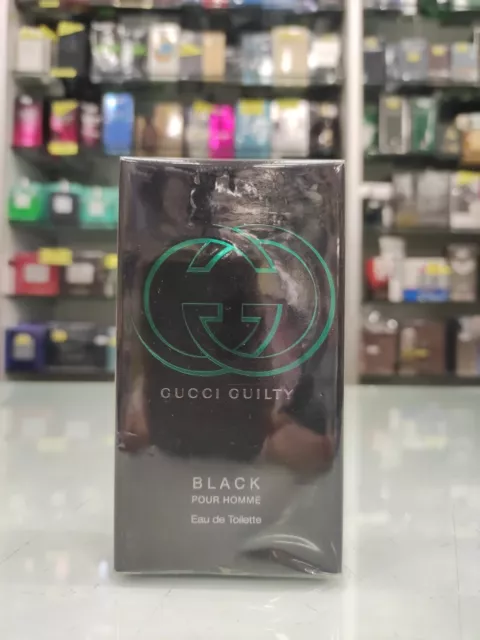 GUCCI GUILTY
BLACK
POUR HOMME
Eau de Toilette